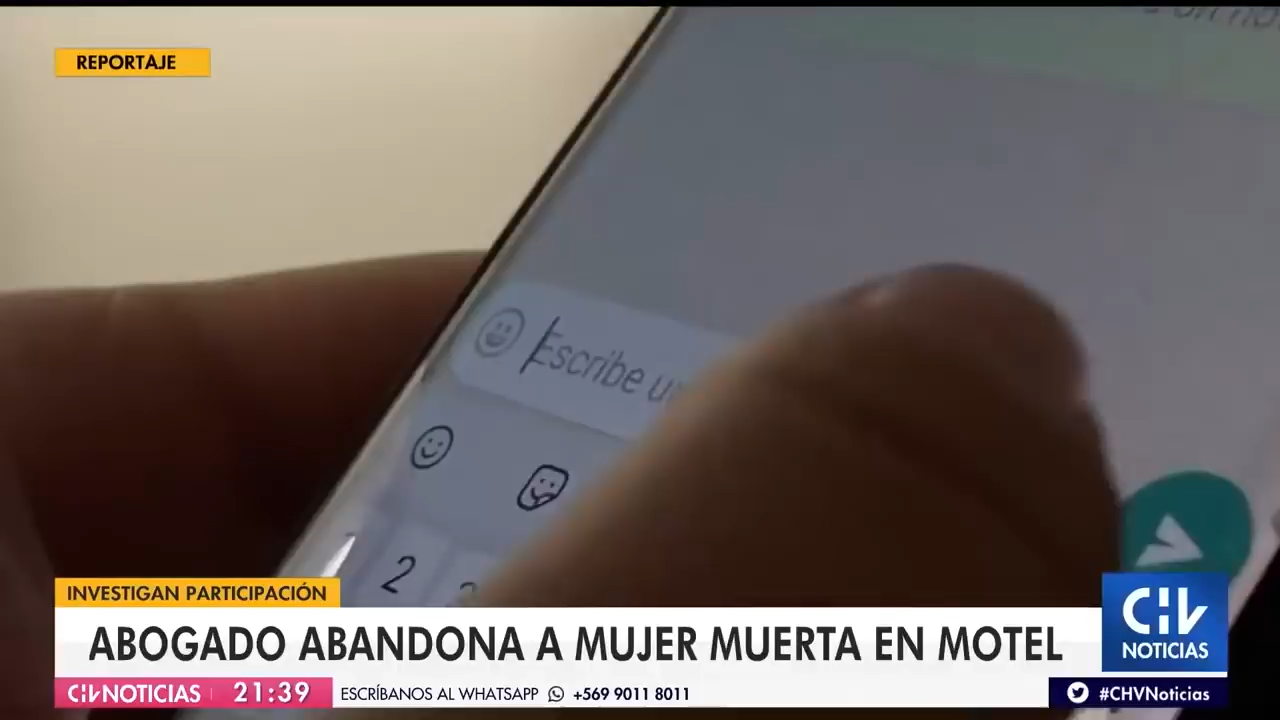 REPORTAJE
Escribe
2
INVESTIGAN PARTICIPACIÓN
ABOGADO ABANDONA A MUJER MUERTA EN MOTEL
CHV
NOTICIAS
CHV NOTICIAS 21:39 ESCRÍBANOS AL WHATSAPP +569 9011 8011
#CHVNoticias